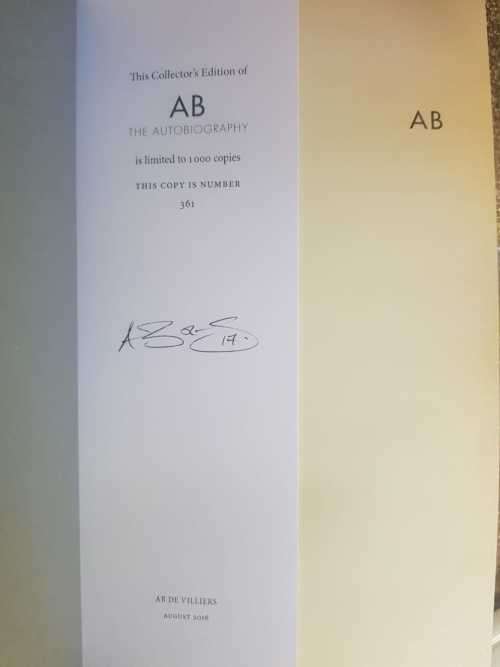 This Collector's Edition of
AB
THE AUTOBIOGRAPHY
is limited to 1000 copies
THIS COPY IS NUMBER
361
17.
AB DE VILLIERS
AUGUST 2016
AB